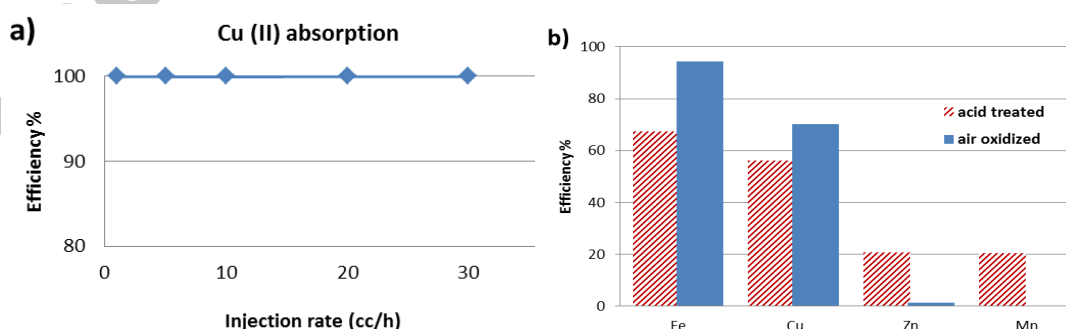 a)
Cu (II) absorption
100
90
80
Efficiency%
0 10 20 30
Injection rate (cc/h)
b)
100
80
60
40
20
0
Efficiency%
acid treated
air oxidized
Fe Cu Zn Mn